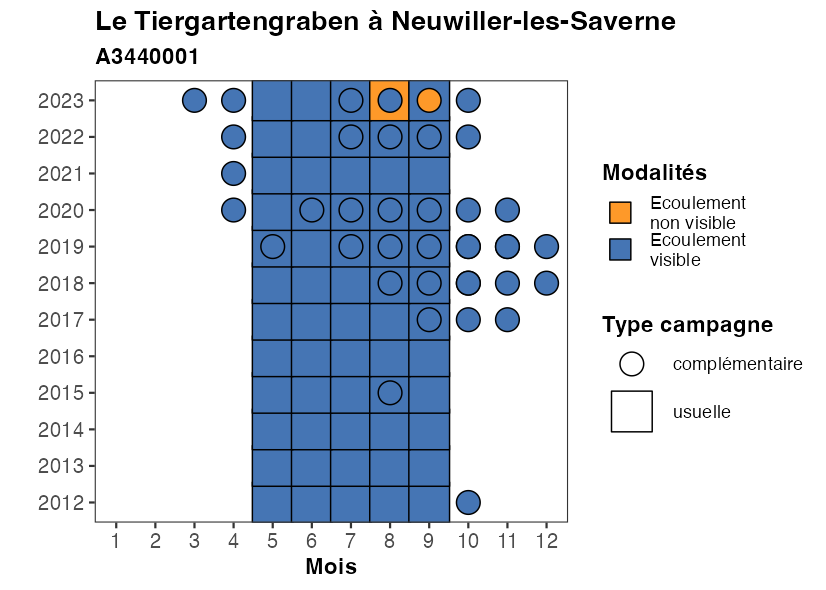 Le Tiergartengraben à Neuwiller-les-Saverne
A3440001
2023
2022
2021
2020
2019
2018
2017
2016
2015
2014
2013
2012
1 2 3 4 5 6 7 8 9 10 11 12
Mois
Modalités
Ecoulement
non visible
Ecoulement
visible
Type campagne
complémentaire
usuelle